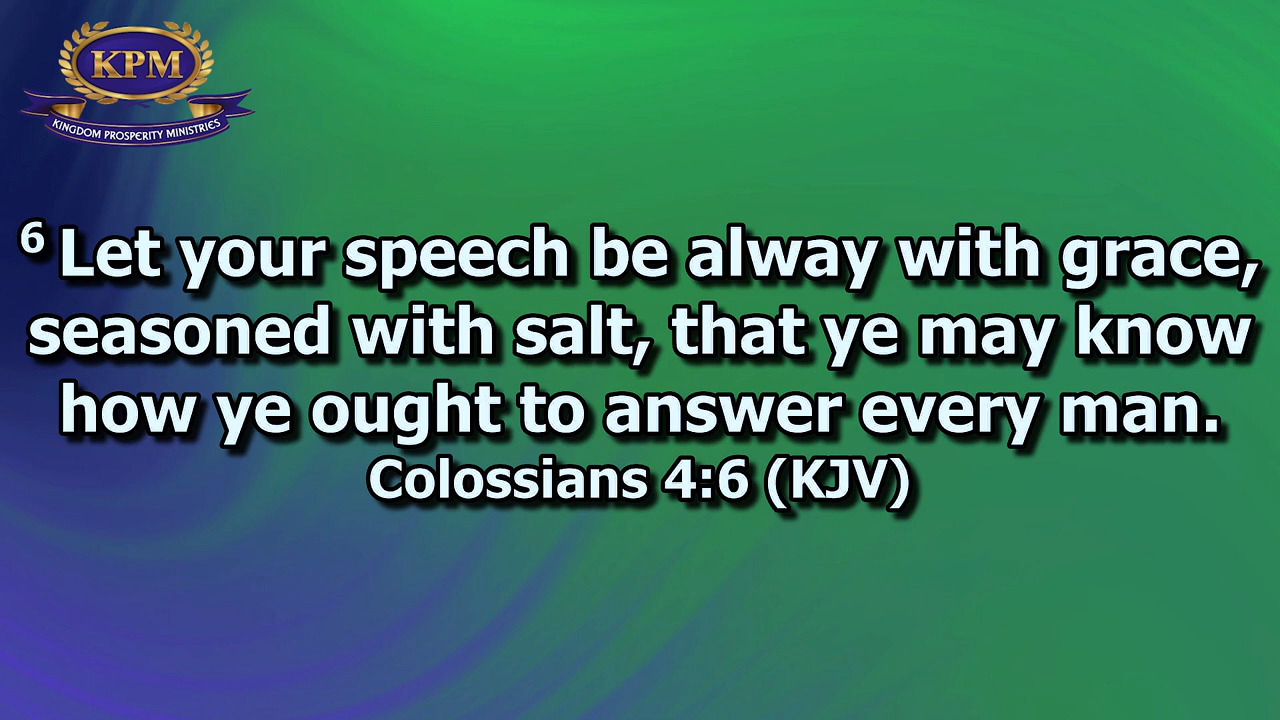 KPM
KINGDOM PROSPERITY MINISTRIES
6 Let your speech be alway with grace,
seasoned with salt, that ye may know
how ye ought to answer every man.
Colossians 4:6 (KJV)